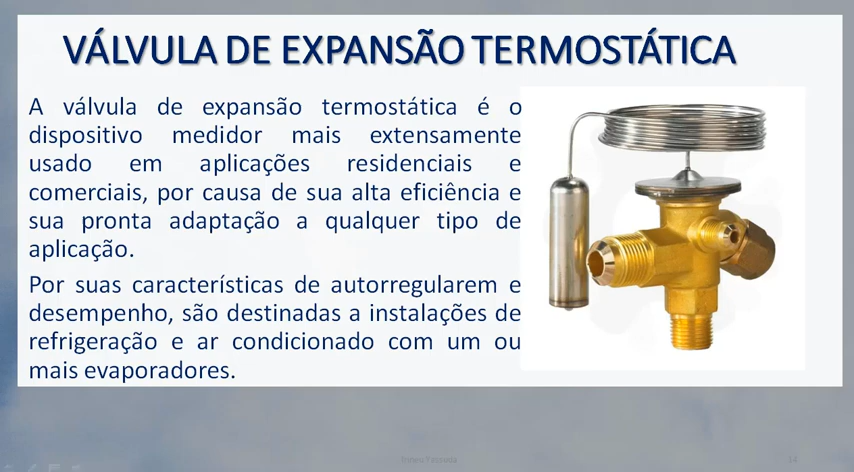 VÁLVULA DE EXPANSÃO TERMOSTÁTICA
A válvula de expansão termostática é o
dispositivo medidor mais extensamente
usado em aplicações residenciais e
comerciais, por causa de sua alta eficiência e
sua pronta adaptação a qualquer tipo de
aplicação.
Por suas características de autorregularem e
desempenho, são destinadas a instalações de
refrigeração e ar condicionado com um ou
mais evaporadores.
14